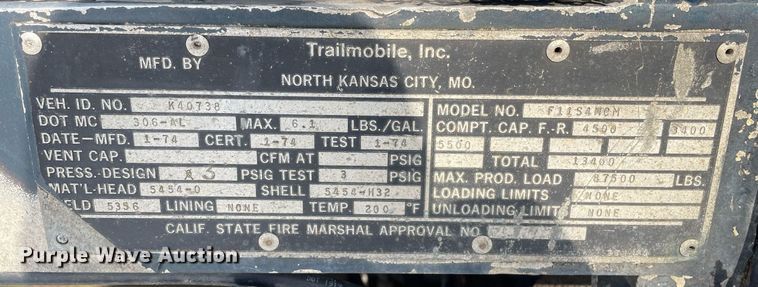 MFD. BY
Trailmobile, Inc.
NORTH KANSAS CITY, MO.
VEH. ID. NO. K40738
DOT MC 306-AL MAX. 6.1 LBS./GAL.
DATE-MFD. 1-74 CERT. 1-74 TEST 1-74
VENT CAP. CFM AT PSIG
PRESS.-DESIGN 3 PSIG TEST 3 PSIG
MAT'L-HEAD 5454-0 SHELL 5454-H32
ELD 5356 LINING NONE TEMP. 200 °F
MODEL NO. F1154MCM
COMPT. CAP. F.-R. 4500 3400
5500
TOTAL 13400
MAX. PROD. LOAD 87500 LBS.
LOADING LIMITS NONE
UNLOADING LIMIT NONE
CALIF. STATE FIRE MARSHAL APPROVAL NO.
Purple Wave Auction